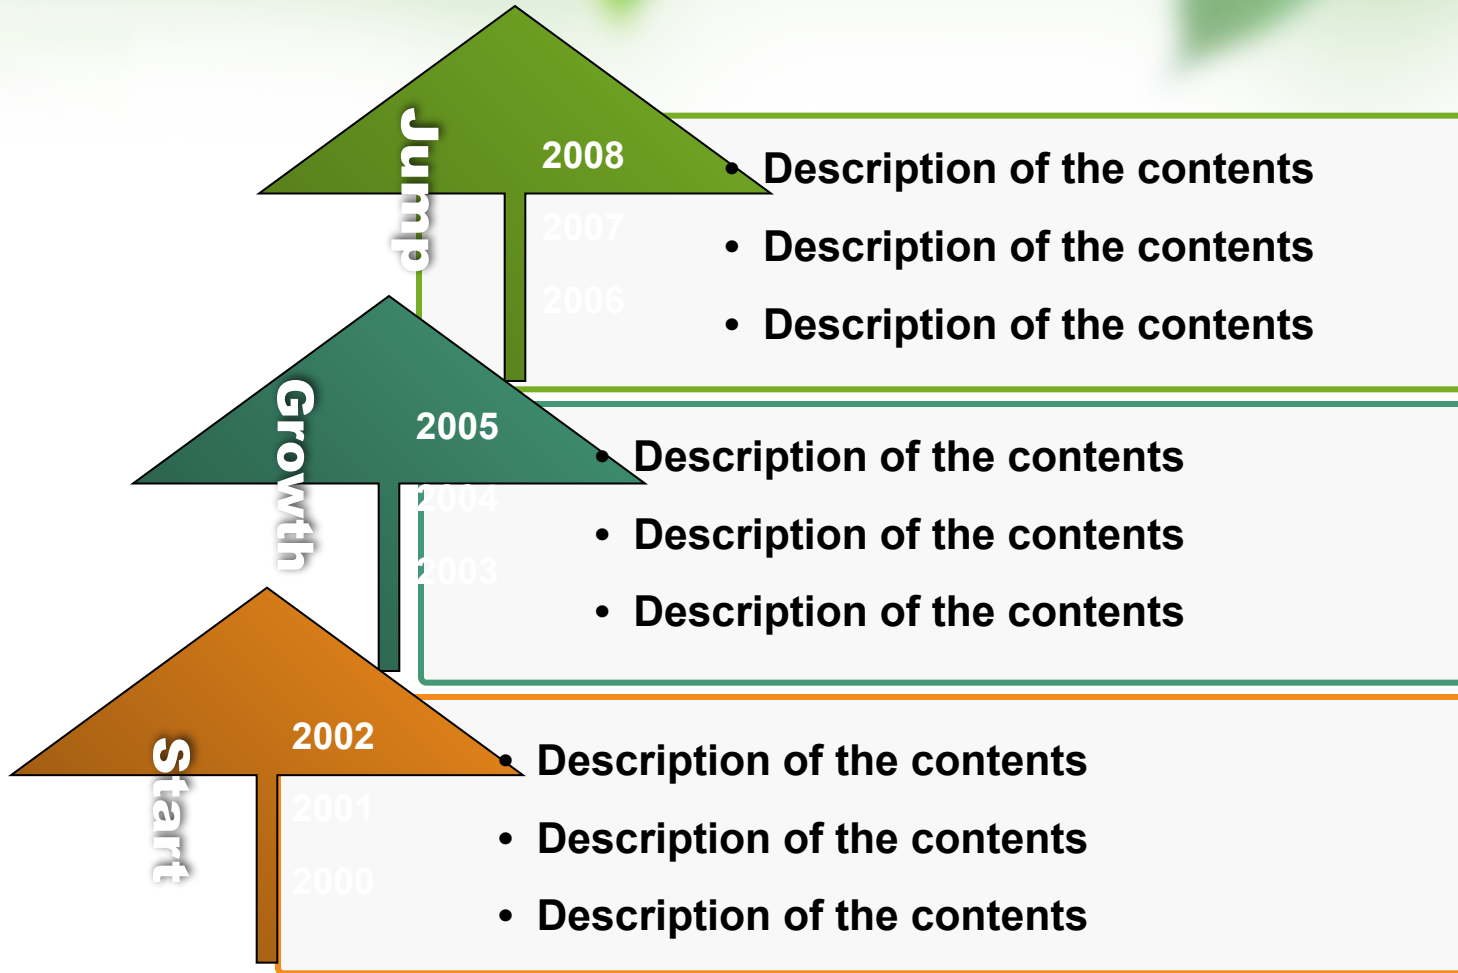 Jump
2008
2007
2006
• Description of the contents
• Description of the contents
• Description of the contents
Growth
2005
2004
2003
• Description of the contents
• Description of the contents
• Description of the contents
Start
2002
2001
2000
• Description of the contents
• Description of the contents
• Description of the contents